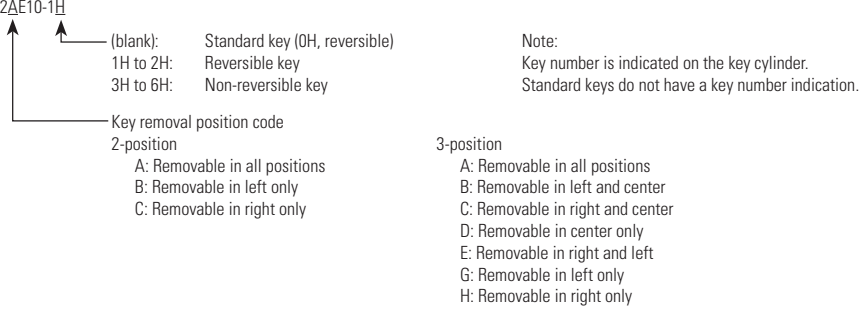 2AE10-1H
(blank): Standard key (0H, reversible)
1H to 2H: Reversible key
3H to 6H: Non-reversible key
Note:
Key number is indicated on the key cylinder.
Standard keys do not have a key number indication.
Key removal position code
2-position
A: Removable in all positions
B: Removable in left only
C: Removable in right only
3-position
A: Removable in all positions
B: Removable in left and center
C: Removable in right and center
D: Removable in center only
E: Removable in right and left
G: Removable in left only
H: Removable in right only